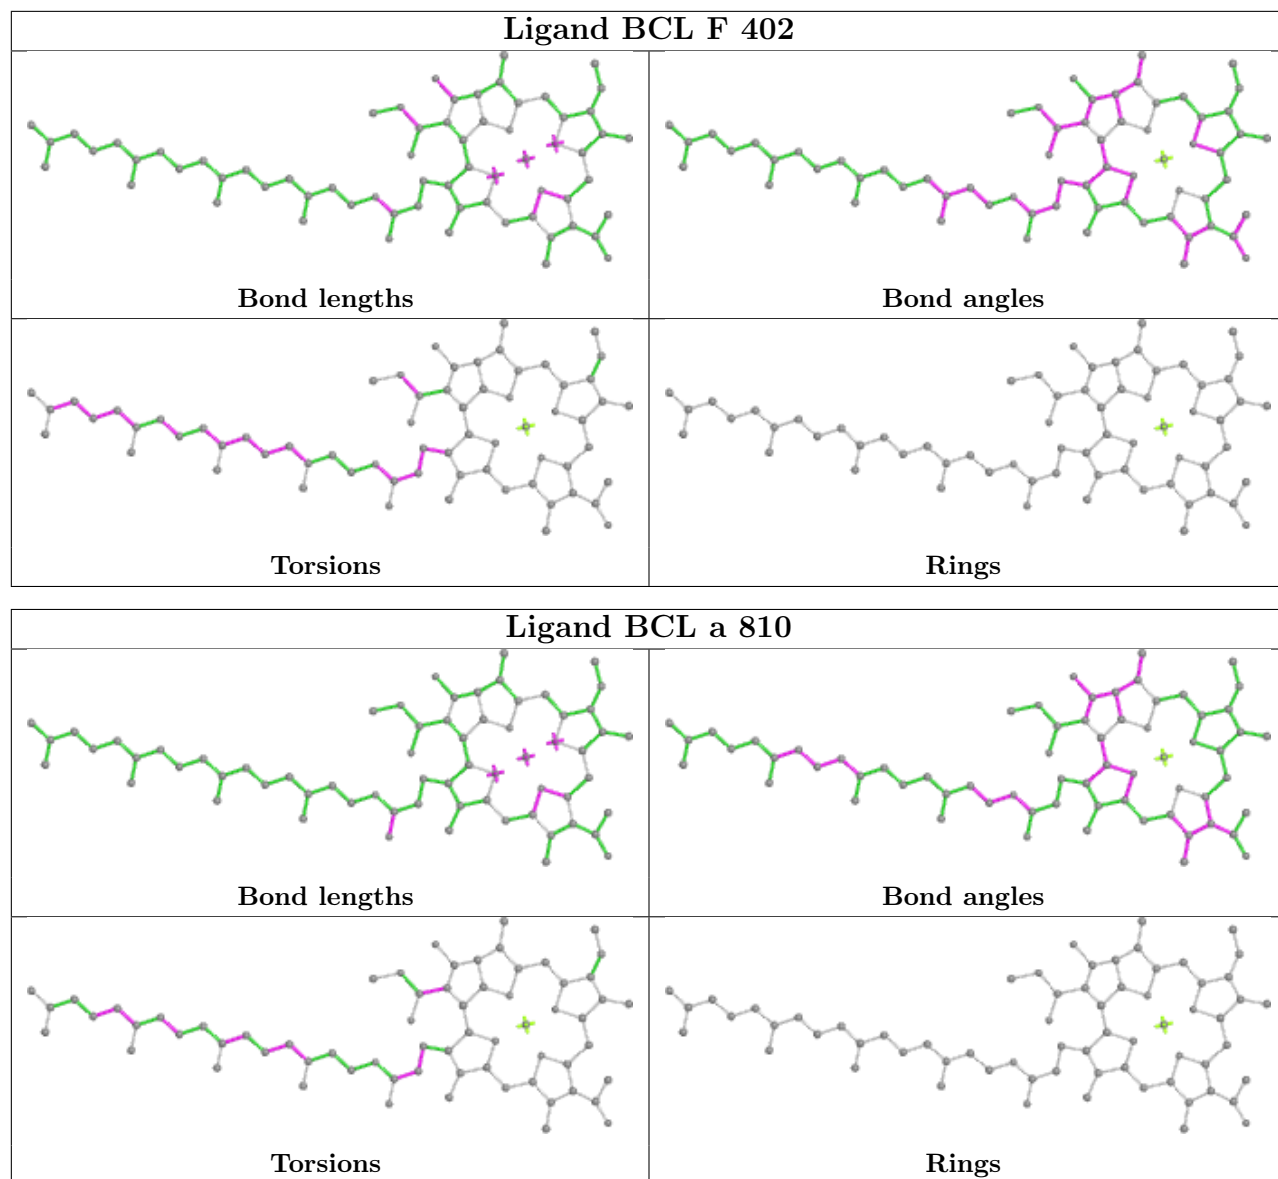 Ligand BCL F 402
Bond lengths
Bond angles
Torsions
Rings
Ligand BCL a 810
Bond lengths
Bond angles
Torsions
Rings